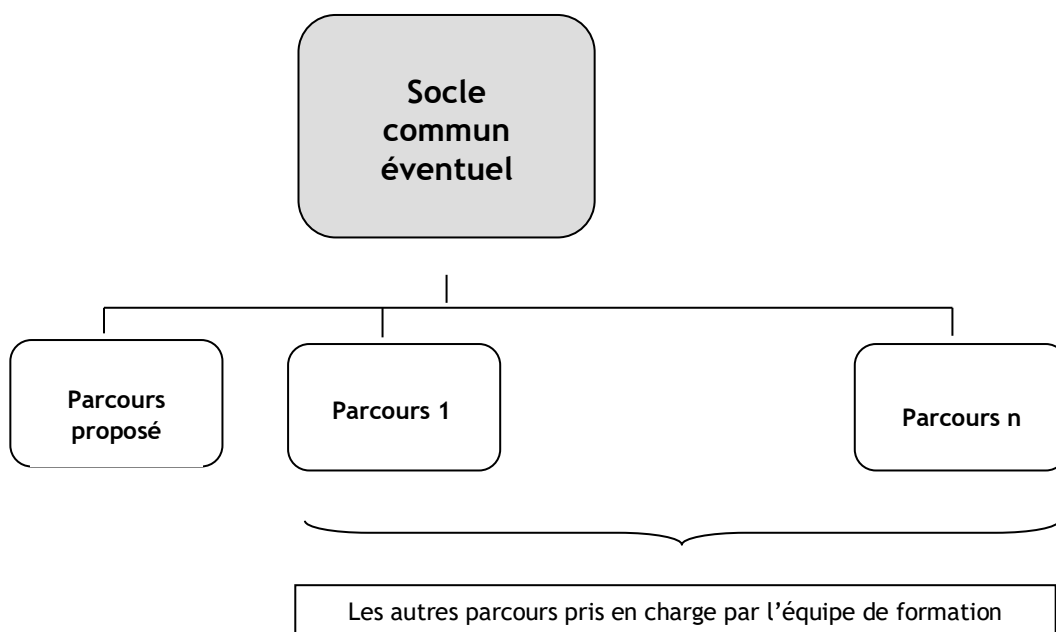 Socle
commun
éventuel
Parcours
proposé
Parcours 1
Parcours n
Les autres parcours pris en charge par l’équipe de formation